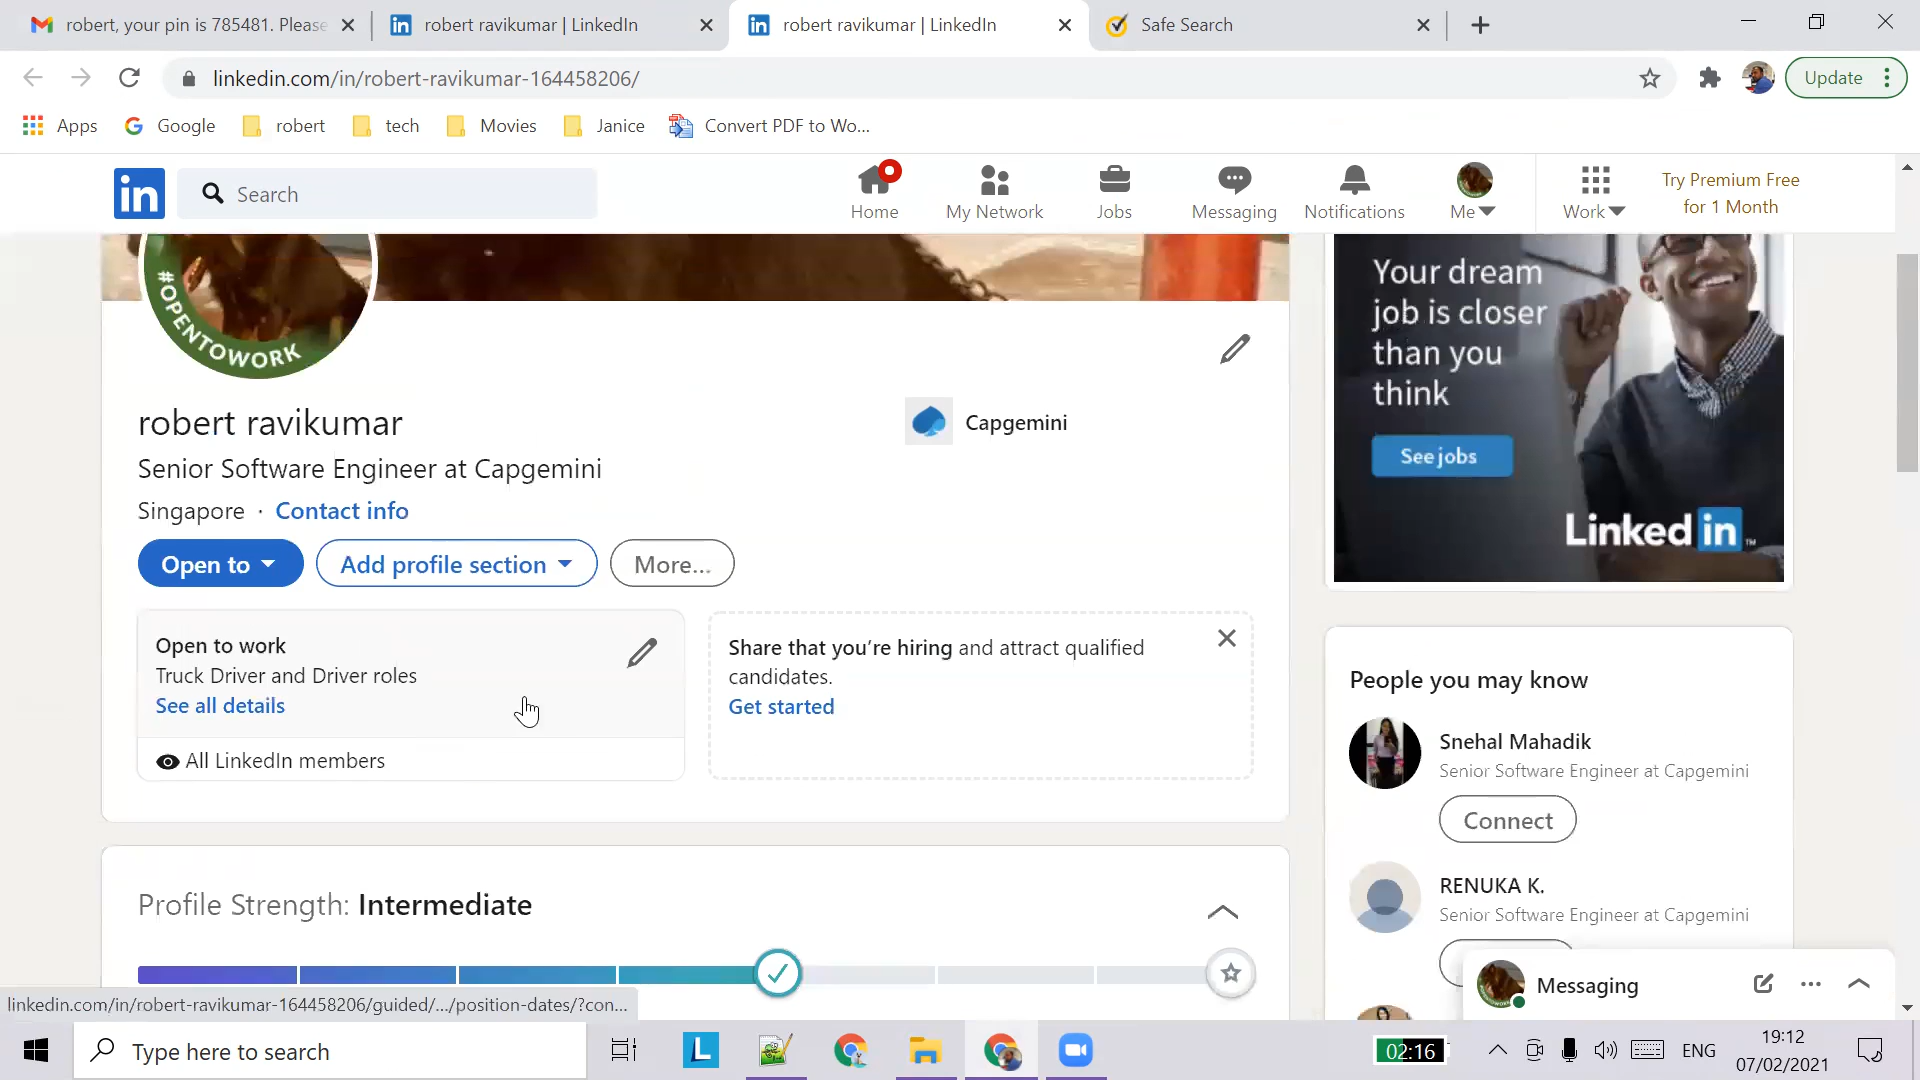 robert, your pin is 785481. Please
robert ravikumar | LinkedIn
robert ravikumar | LinkedIn
Safe Search
linkedin.com/in/robert-ravikumar-164458206/
Update
Apps
Google
robert
tech
Movies
Janice
Convert PDF to Wo...
in
Search
Home
My Network
Jobs
Messaging
Notifications
Me
Work
Try Premium Free
for 1 Month
#OPENTOWORK
robert ravikumar
Senior Software Engineer at Capgemini
Singapore · Contact info
Capgemini
Open to
Add profile section
More...
Open to work
Truck Driver and Driver roles
See all details
All LinkedIn members
Share that you’re hiring and attract qualified
candidates.
Get started
Profile Strength: Intermediate
Your dream
job is closer
than you
think
See jobs
Linked in
People you may know
Snehal Mahadik
Senior Software Engineer at Capgemini
Connect
RENUKA K.
Senior Software Engineer at Capgemini
Messaging
linkedin.com/in/robert-ravikumar-164458206/guided/.../position-dates/?con...
Type here to search
L
02:16
ENG
19:12
07/02/2021